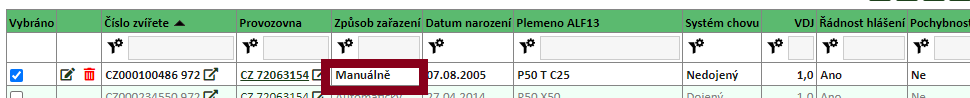 Vybráno Číslo zvířete Provozovna Způsob zařazení Datum narození Plemeno ALF13 Systém chovu VDJ Řádnost hlášení Pochybnost
CZ000100486 972 CZ 72063154 Manuálně 07.08.2005 P50 T C25 Nedojený 1,0 Ano Ne
CZ000234550 972 CZ 72063154 Automaticky 27.04.2014 P50 X50 Dojený 1,0 Ano Ne